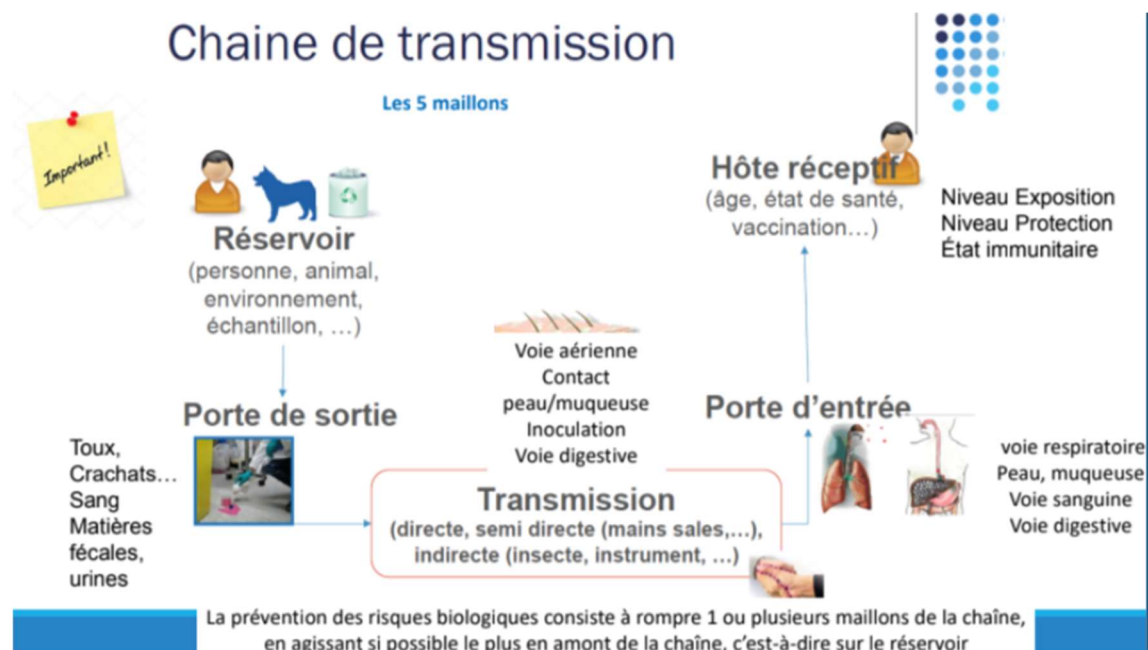 Chaine de transmission
Les 5 maillons
Important!
Réservoir
(personne, animal,
environnement,
échantillon, …)
Porte de sortie
Toux,
Crachats…
Sang
Matières
fécales,
urines
Voie aérienne
Contact
peau/muqueuse
Inoculation
Voie digestive
Transmission
(directe, semi directe (mains sales,…),
indirecte (insecte, instrument, …)
Porte d'entrée
voie respiratoire
Peau, muqueuse
Voie sanguine
Voie digestive
Hôte réceptif
(âge, état de santé,
vaccination…)
Niveau Exposition
Niveau Protection
État immunitaire
La prévention des risques biologiques consiste à rompre 1 ou plusieurs maillons de la chaîne,
en agissant si possible le plus en amont de la chaîne, c'est-à-dire sur le réservoir